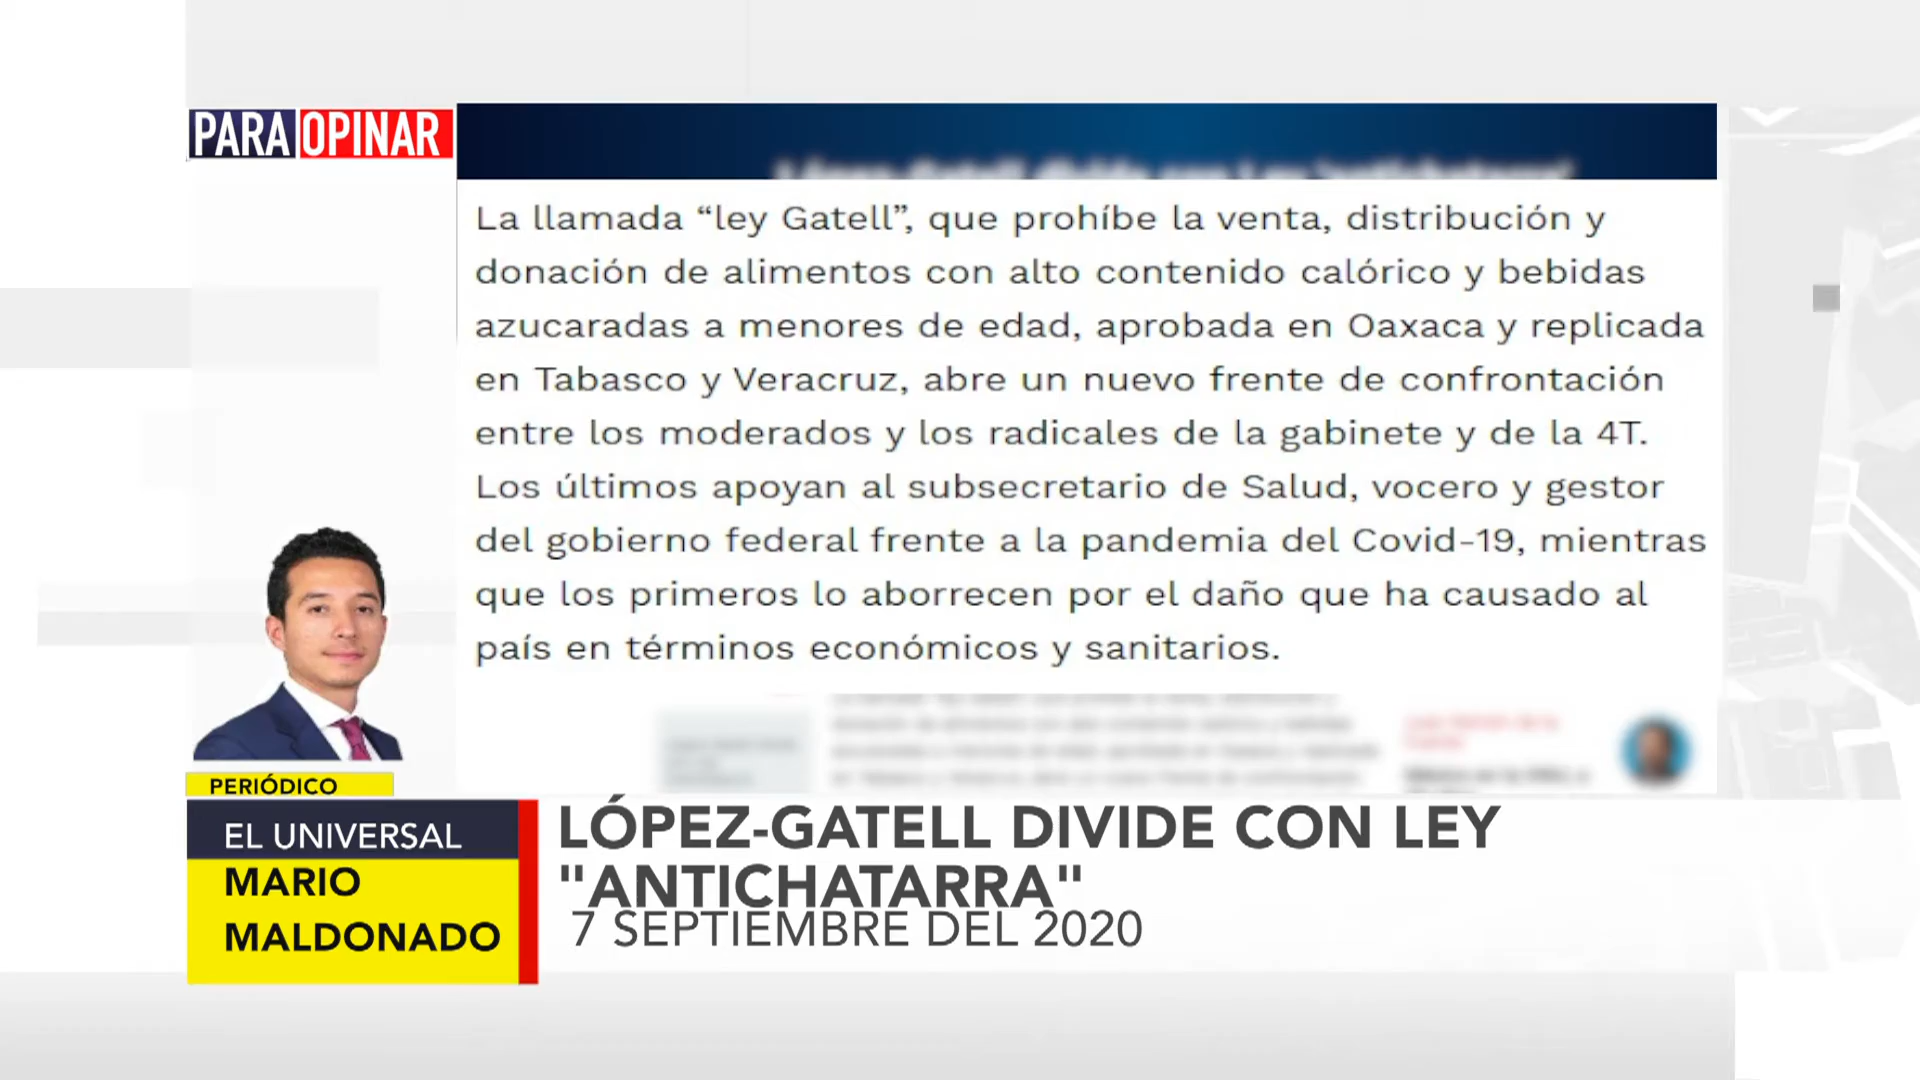 PARA OPINAR
La llamada “ley Gatell”, que prohíbe la venta, distribución y
donación de alimentos con alto contenido calórico y bebidas
azucaradas a menores de edad, aprobada en Oaxaca y replicada
en Tabasco y Veracruz, abre un nuevo frente de confrontación
entre los moderados y los radicales de la gabinete y de la 4T.
Los últimos apoyan al subsecretario de Salud, vocero y gestor
del gobierno federal frente a la pandemia del Covid-19, mientras
que los primeros lo aborrecen por el daño que ha causado al
país en términos económicos y sanitarios.
PERIÓDICO
EL UNIVERSAL
MARIO
MALDONADO
LÓPEZ-GATELL DIVIDE CON LEY
"ANTICHATARRA"
7 SEPTIEMBRE DEL 2020